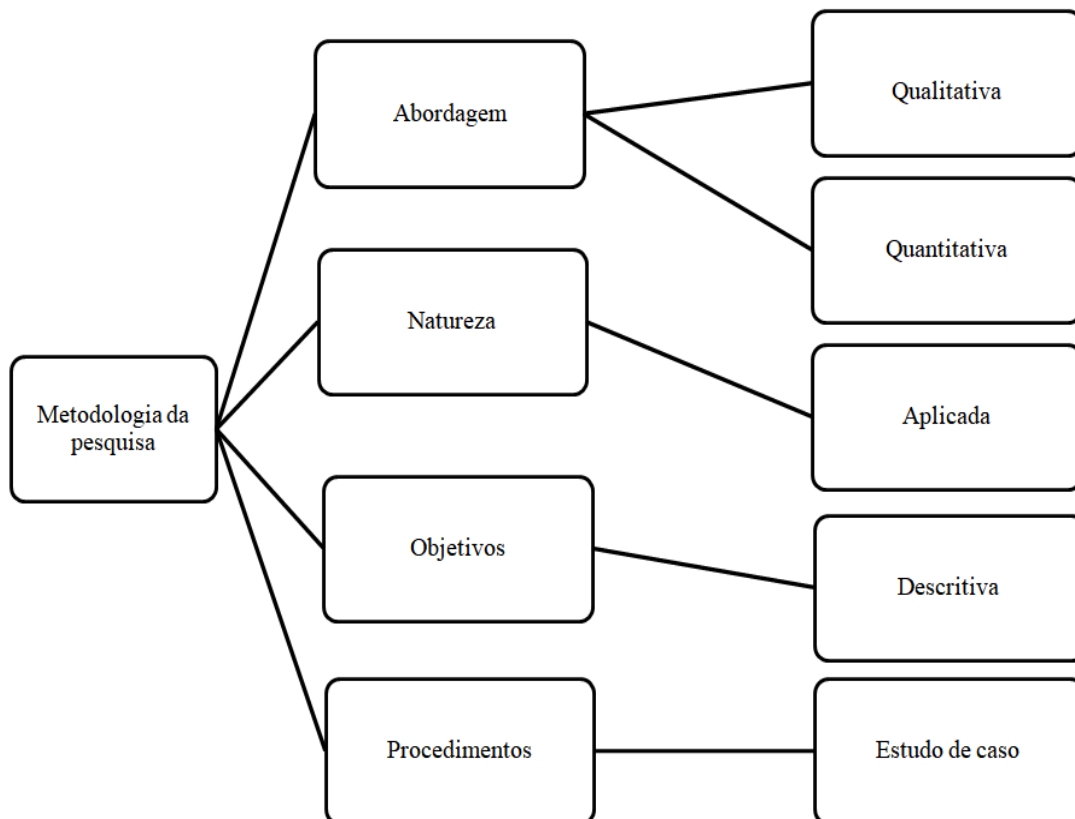 Metodologia da
pesquisa
Abordagem
Qualitativa
Quantitativa
Natureza
Aplicada
Objetivos
Descritiva
Procedimentos
Estudo de caso